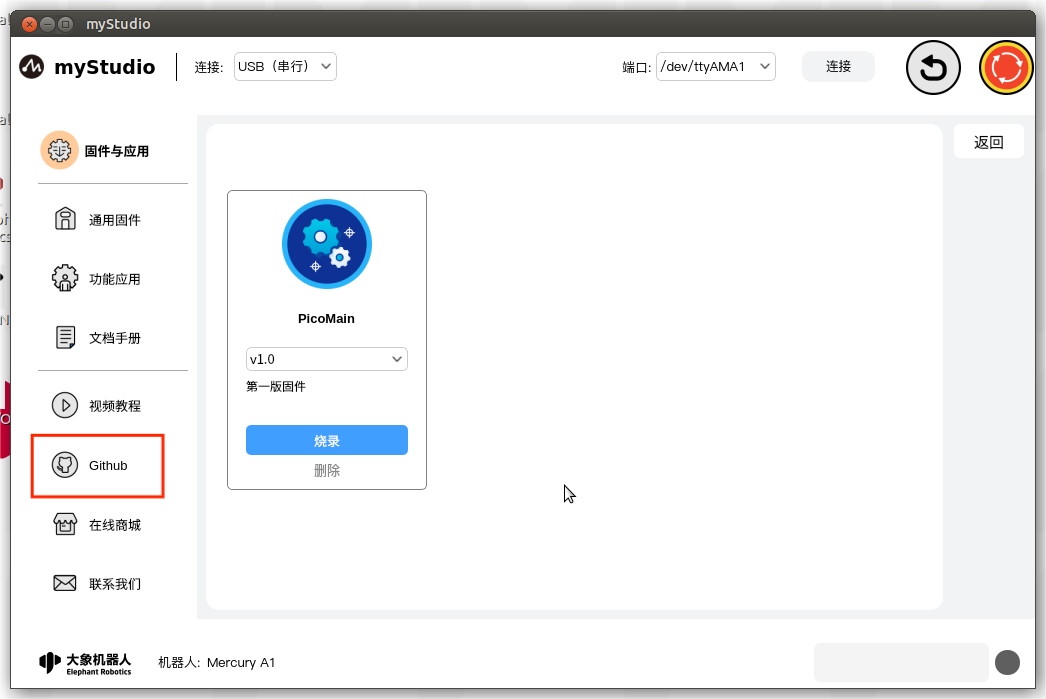 myStudio
myStudio
连接:
USB（串行）
端口:
/dev/ttyAMA1
连接
固件与应用
通用固件
功能应用
文档手册
视频教程
Github
在线商城
联系我们
返回
PicoMain
v1.0
第一版固件
烧录
删除
大象机器人
Elephant Robotics
机器人: Mercury A1